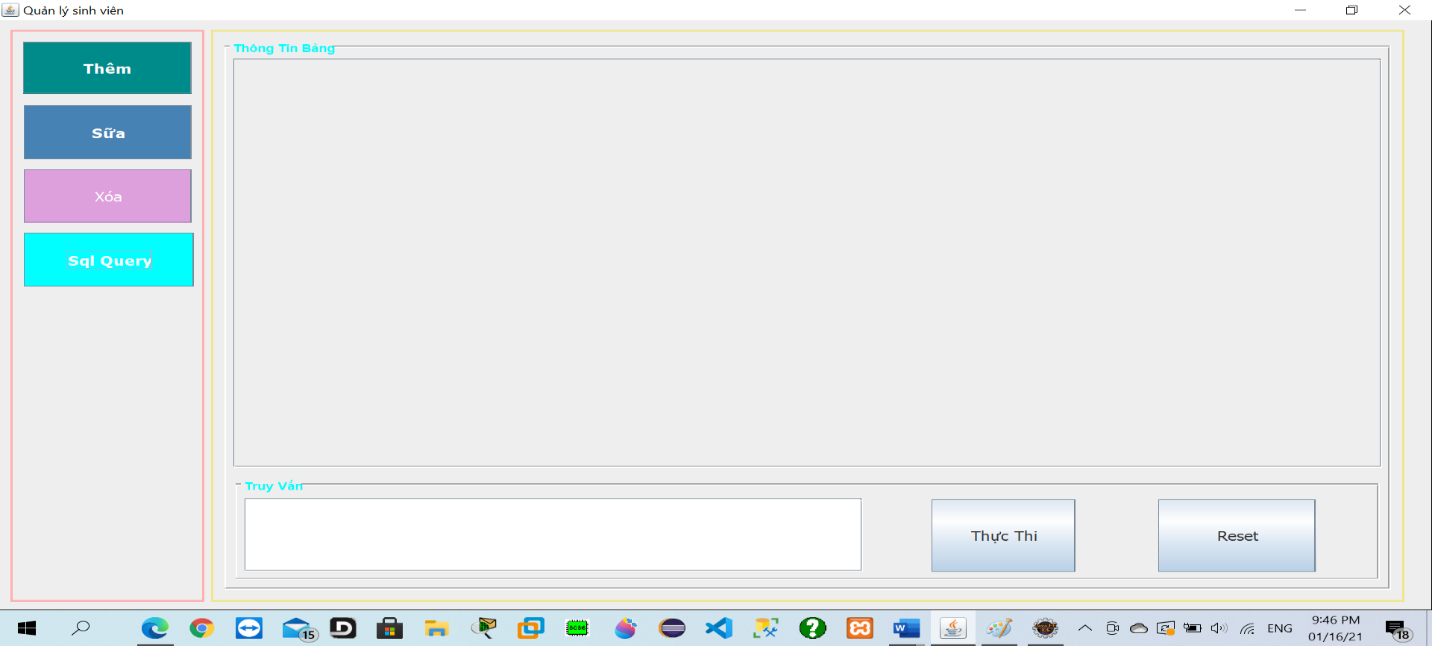 Quản lý sinh viên
Thêm
Sữa
Xóa
Sql Query
Thông Tin Bảng
Truy Vấn
Thực Thi
Reset
15
ENG
9:46 PM
01/16/21
18